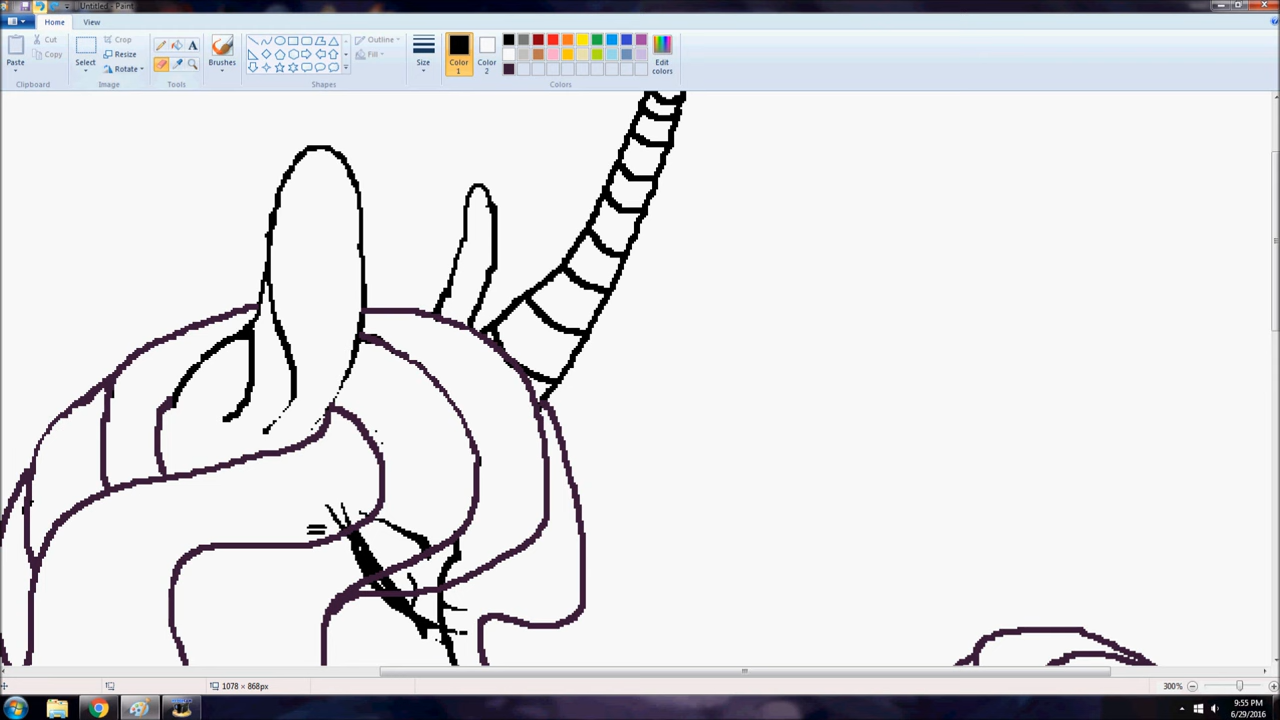 Untitled - Paint
Home View
Paste
Cut
Copy
Clipboard
Select
Crop
Resize
Rotate
Image
A
Tools
Brushes
Outline
Fill
Shapes
Size
Color 1
Color 2
Edit colors
Colors
1078 × 868px
300%
9:55 PM
6/29/2016